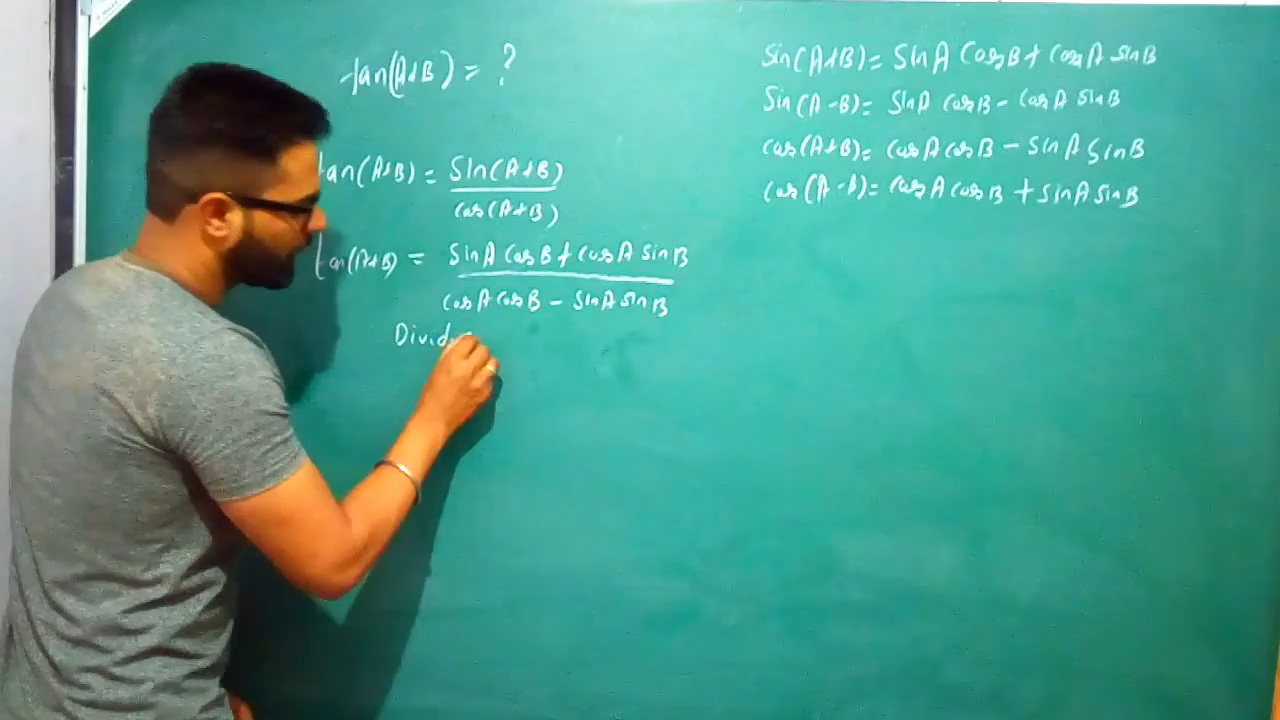 tan(A+B) = ?
tan(A+B) = Sin(A+B)
cos(A+B)
tan(A+B) = SinA CosB + cosA sinB
cosA cosB - sinA sinB
Divid
Sin(A+B) = SinA CosB + cosA sinB
Sin(A-B) = SinA cosB - cosA sinB
cos(A+B) = cosA cosB - sinA SinB
cos(A-B) = cosA cosB + sinA sinB